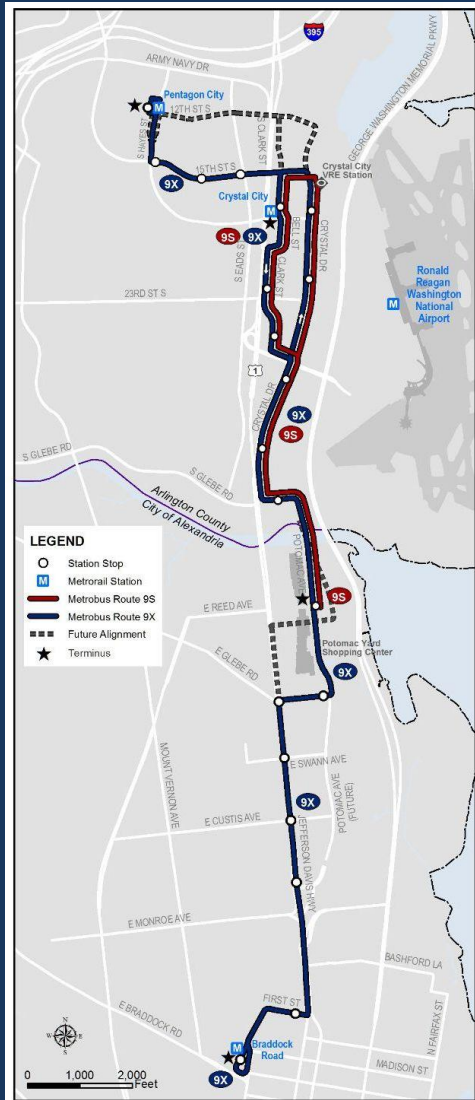 395
ARMY NAVY DR
GEORGE WASHINGTON MEMORIAL PKWY
Pentagon City
M
12TH ST S
S HAYES ST
S CLARK ST
15TH ST S
9X
Crystal City
VRE Station
Crystal City
M
9S
9X
S EADS ST
BELL ST
CLARK ST
CRYSTAL DR
Ronald
Reagan
Washington
National
Airport
M
23RD ST S
1
CRYSTAL DR
9X
9S
S GLEBE RD
S GLEBE RD
Arlington County
City of Alexandria
POTOMAC AVE
LEGEND
Station Stop
M
Metrorail Station
Metrobus Route 9S
Metrobus Route 9X
Future Alignment
Terminus
9S
E REED AVE
Potomac Yard
Shopping Center
E GLEBE RD
9X
MOUNT VERNON AVE
E SWANN AVE
POTOMAC AVE
(FUTURE)
9X
E CUSTIS AVE
JEFFERSON DAVIS HWY
E MONROE AVE
BASHFORD LA
FIRST ST
N FAIRFAX ST
E BRADDOCK RD
M
Braddock
Road
MADISON ST
9X
N
W
E
S
0 1,000 2,000
Feet